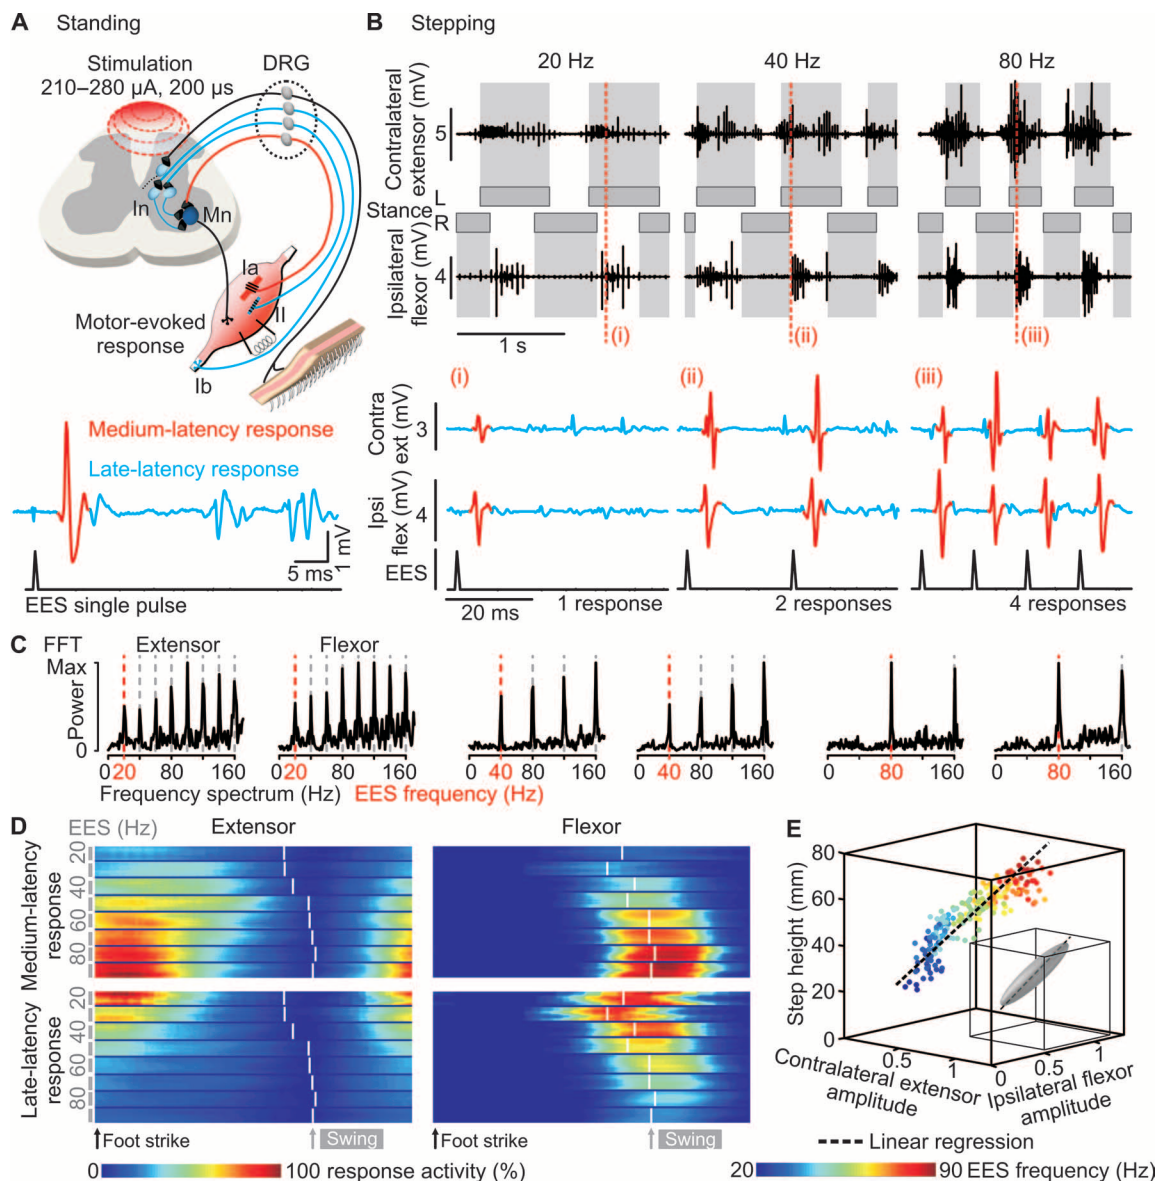 A Standing
Stimulation
210–280 µA, 200 µs
DRG
In
Mn
Ia
II
Ib
Motor-evoked
response
Medium-latency response
Late-latency response
1 mV
5 ms
EES single pulse
B Stepping
20 Hz 40 Hz 80 Hz
Contralateral
extensor (mV)
5
L
Stance
R
Ipsilateral
flexor (mV)
4
1 s
(i) (ii) (iii)
(i) (ii) (iii)
Contra
ext (mV)
3
Ipsi
flex (mV)
4
EES
20 ms
1 response 2 responses 4 responses
C FFT Extensor Flexor
Max
Power
0
0 20 80 160 0 20 80 160 0 40 80 160 0 40 80 160 0 80 160 0 80 160
Frequency spectrum (Hz) EES frequency (Hz)
D EES (Hz) Extensor Flexor
Medium-latency
response
20 40 60 80
Late-latency
response
20 40 60 80
Foot strike Swing Foot strike Swing
0 100 response activity (%)
E
Step height (mm)
80
60
40
20
0
0.5 1
0 0.5 1
Contralateral extensor
amplitude
Ipsilateral flexor
amplitude
Linear regression
20 90 EES frequency (Hz)